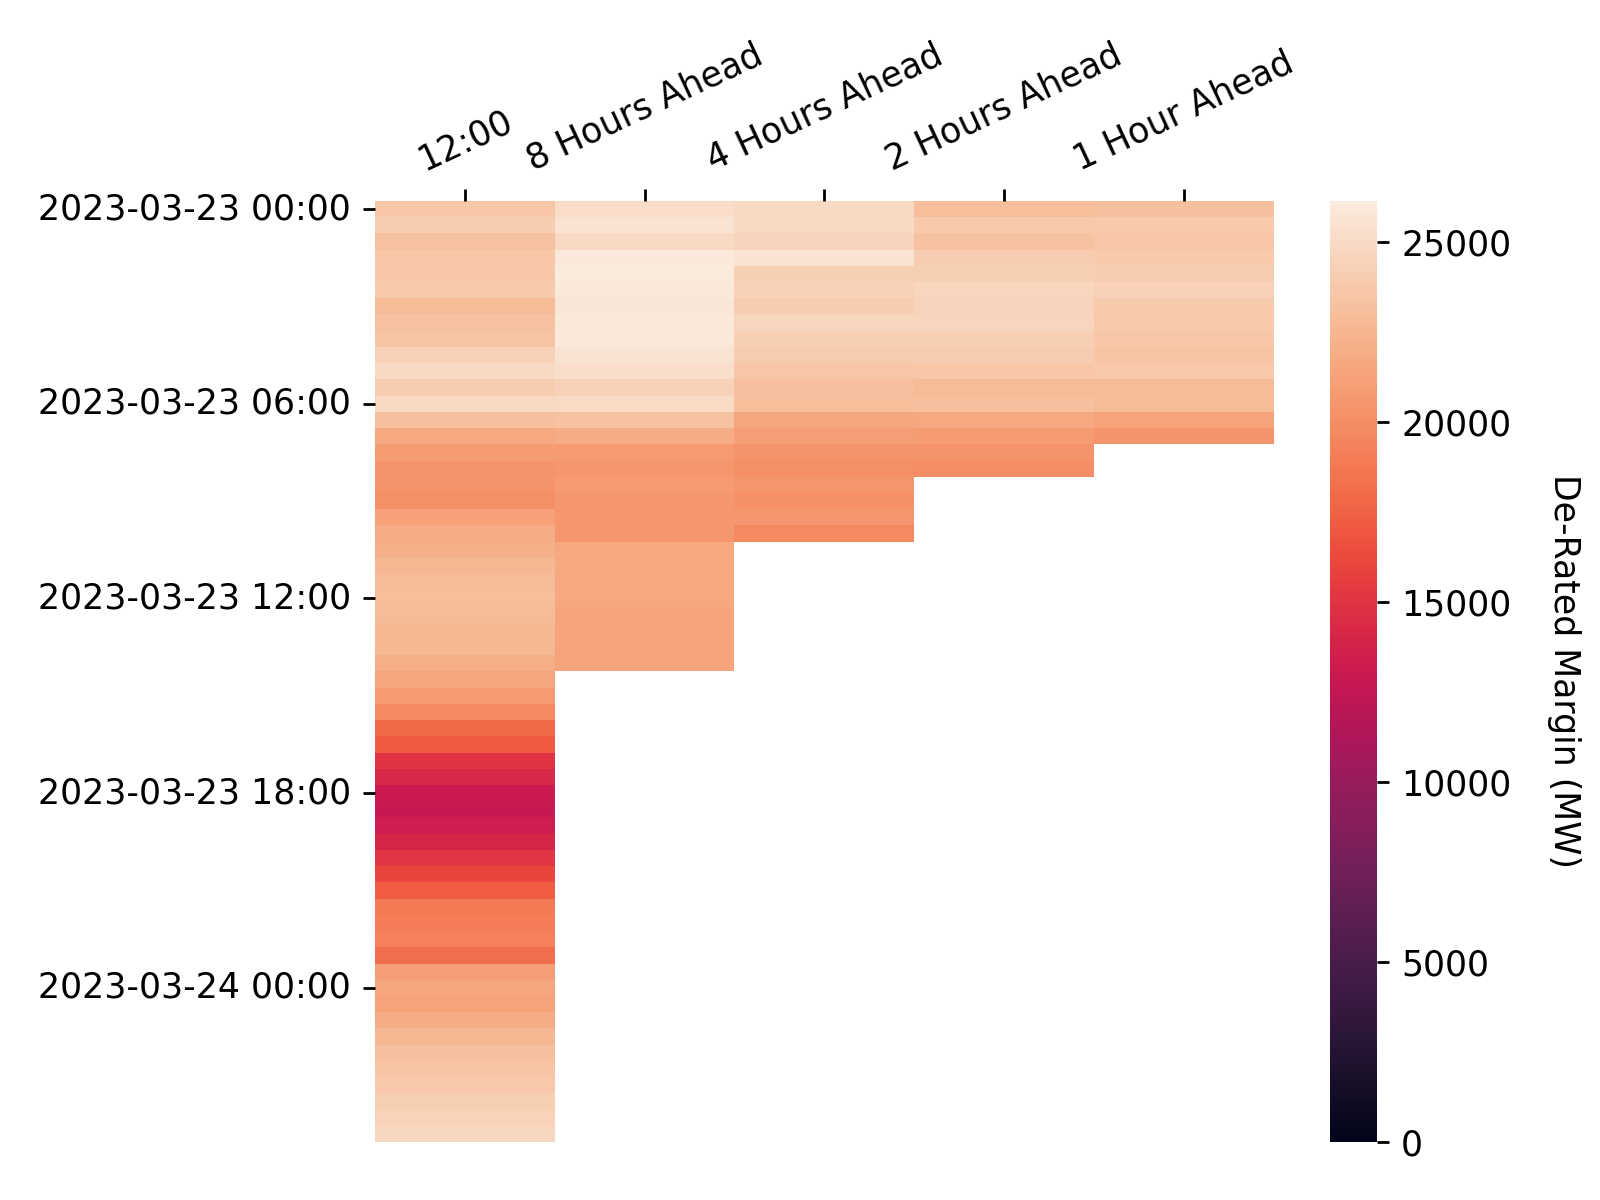 12:00
8 Hours Ahead
4 Hours Ahead
2 Hours Ahead
1 Hour Ahead
2023-03-23 00:00
2023-03-23 06:00
2023-03-23 12:00
2023-03-23 18:00
2023-03-24 00:00
25000
20000
15000
10000
5000
0
De-Rated Margin (MW)